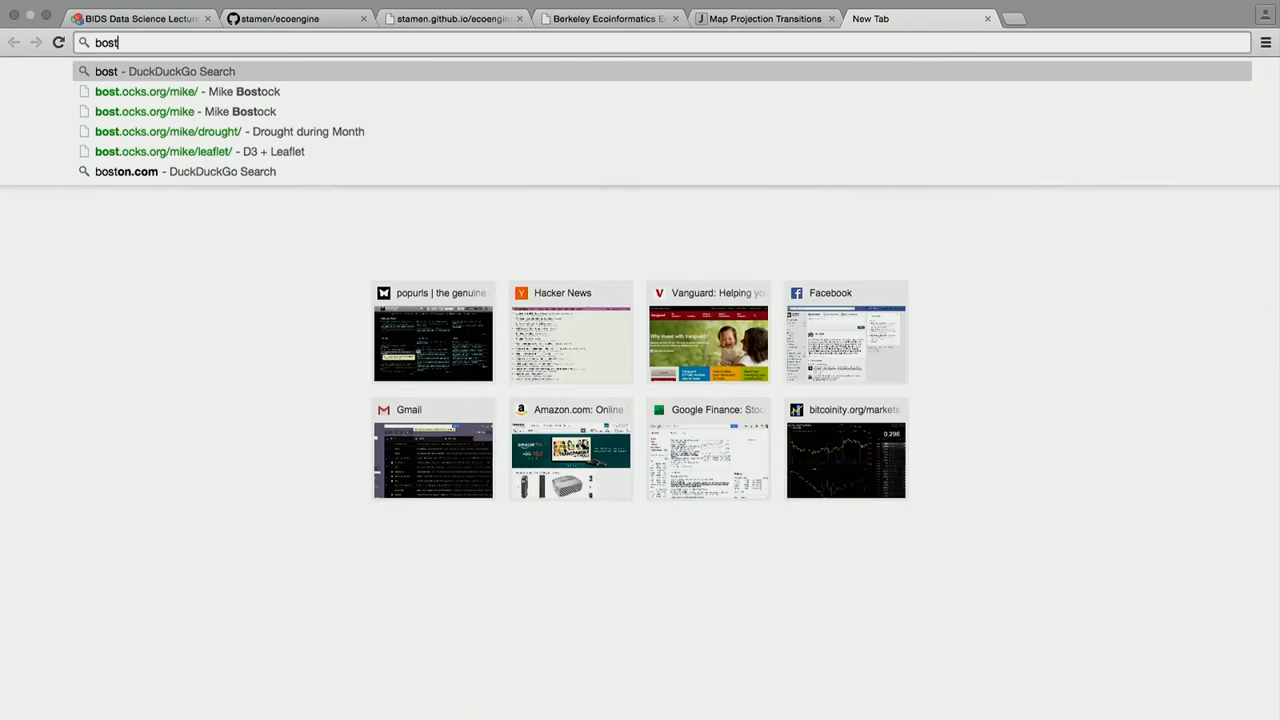 BIDS Data Science Lecture
stamen/ecoengine
stamen.github.io/ecoengin
Berkeley Ecoinformatics E
Map Projection Transitions
New Tab
bost
bost - DuckDuckGo Search
bost.ocks.org/mike/ - Mike Bostock
bost.ocks.org/mike - Mike Bostock
bost.ocks.org/mike/drought/ - Drought during Month
bost.ocks.org/mike/leaflet/ - D3 + Leaflet
boston.com - DuckDuckGo Search
popurls | the genuine
Hacker News
Vanguard: Helping yo
Facebook
Gmail
Amazon.com: Online
Google Finance: Stoc
bitcoinity.org/markets
0.296